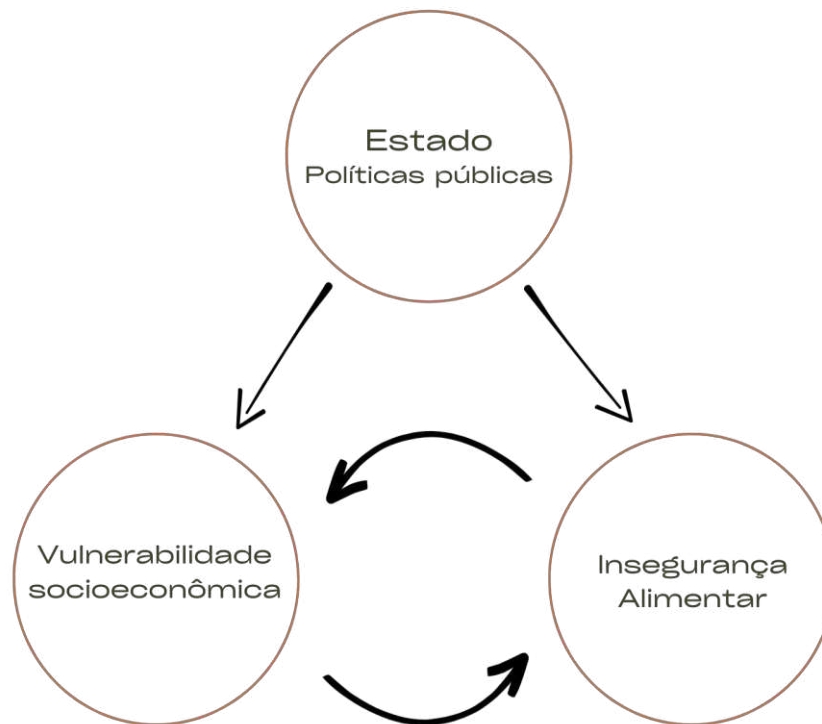 Estado
Políticas públicas
Vulnerabilidade
socioeconômica
Insegurança
Alimentar